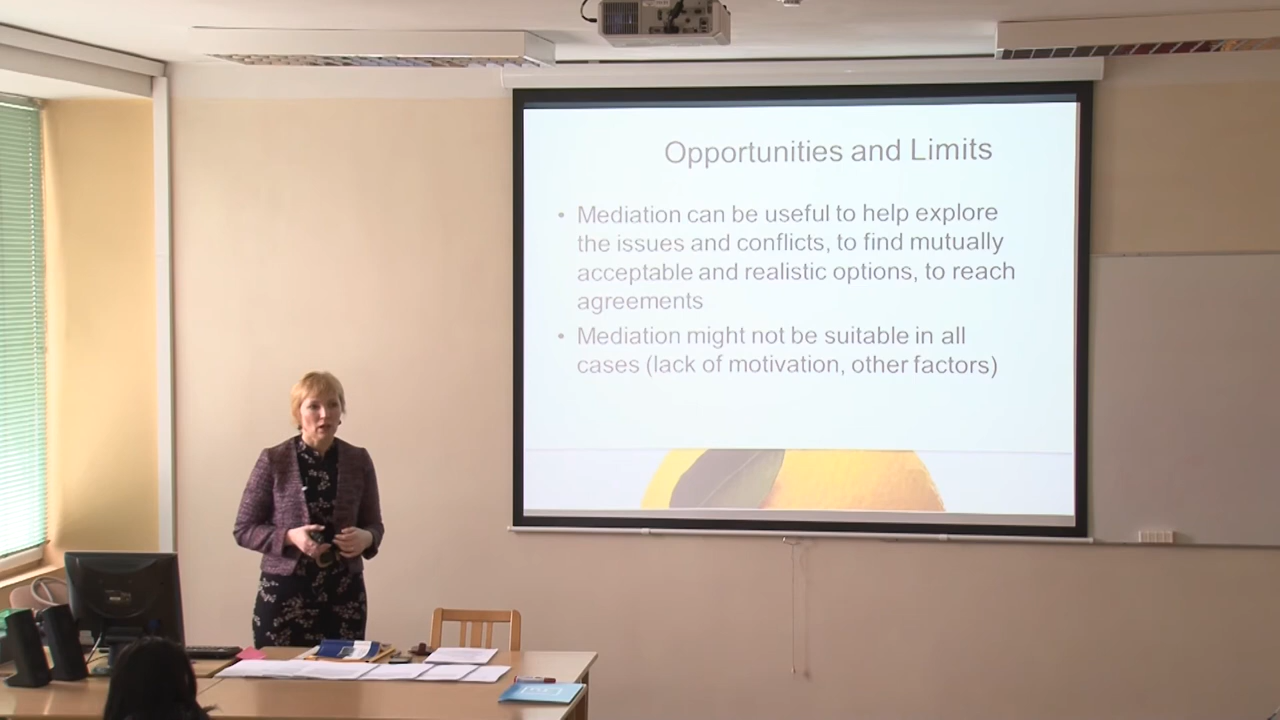 Opportunities and Limits
• Mediation can be useful to help explore
the issues and conflicts, to find mutually
acceptable and realistic options, to reach
agreements
• Mediation might not be suitable in all
cases (lack of motivation, other factors)